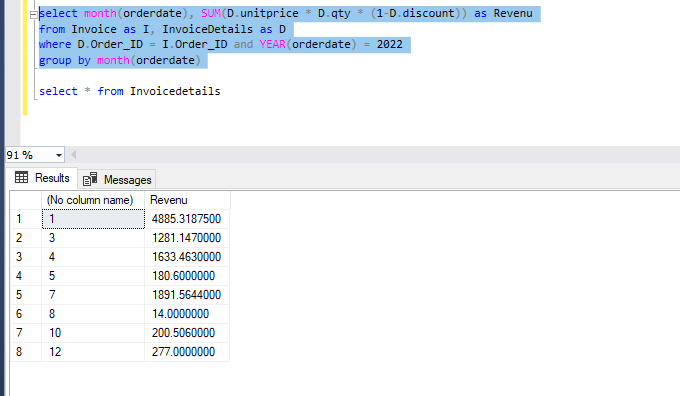 select month(orderdate), SUM(D.unitprice * D.qty * (1-D.discount)) as Revenu
from Invoice as I, InvoiceDetails as D
where D.Order_ID = I.Order_ID and YEAR(orderdate) = 2022
group by month(orderdate)
select * from Invoicedetails
91 %
Results Messages
(No column name) Revenu
1 1 4885.3187500
2 3 1281.1470000
3 4 1633.4630000
4 5 180.6000000
5 7 1891.5644000
6 8 14.0000000
7 10 200.5060000
8 12 277.0000000